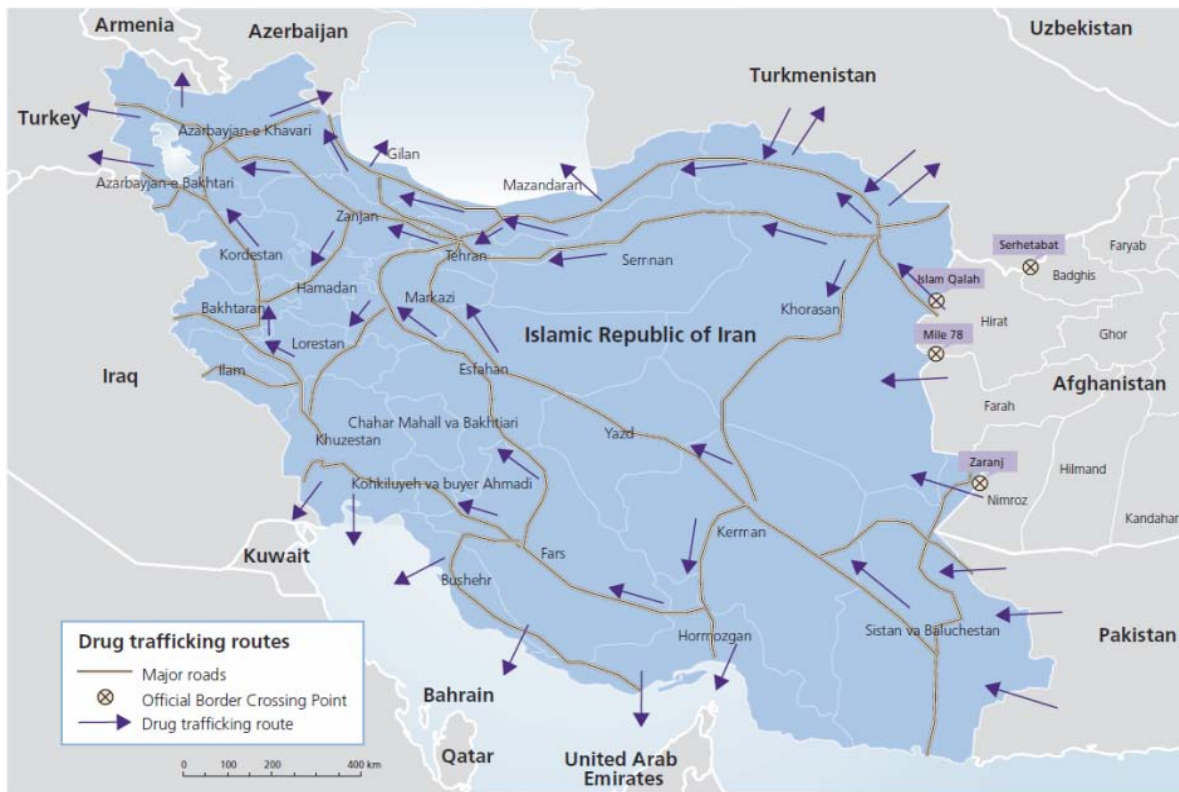 Armenia
Azerbaijan
Uzbekistan
Turkmenistan
Turkey
Azarbayjan-e Khavari
Gilan
Azarbayjan-e Bakhtari
Mazandaran
Zanjan
Kordestan
Tehran
Semnan
Serhetabat
Faryab
Badghis
Islam Qalah
Hamadan
Markazi
Bakhtaran
Khorasan
Hirat
Islamic Republic of Iran
Mile 78
Ghor
Lorestan
Iraq
Ilam
Esfahan
Afghanistan
Farah
Chahar Mahall va Bakhtiari
Khuzestan
Yazd
Zaranj
Hilmand
Kohkiluyeh va buyer Ahmadi
Nimroz
Kandahar
Kerman
Kuwait
Fars
Bushehr
Hormozgan
Sistan va Baluchestan
Pakistan
Drug trafficking routes
Major roads
Official Border Crossing Point
Drug trafficking route
Bahrain
Qatar
United Arab
Emirates
0 100 200 400 km